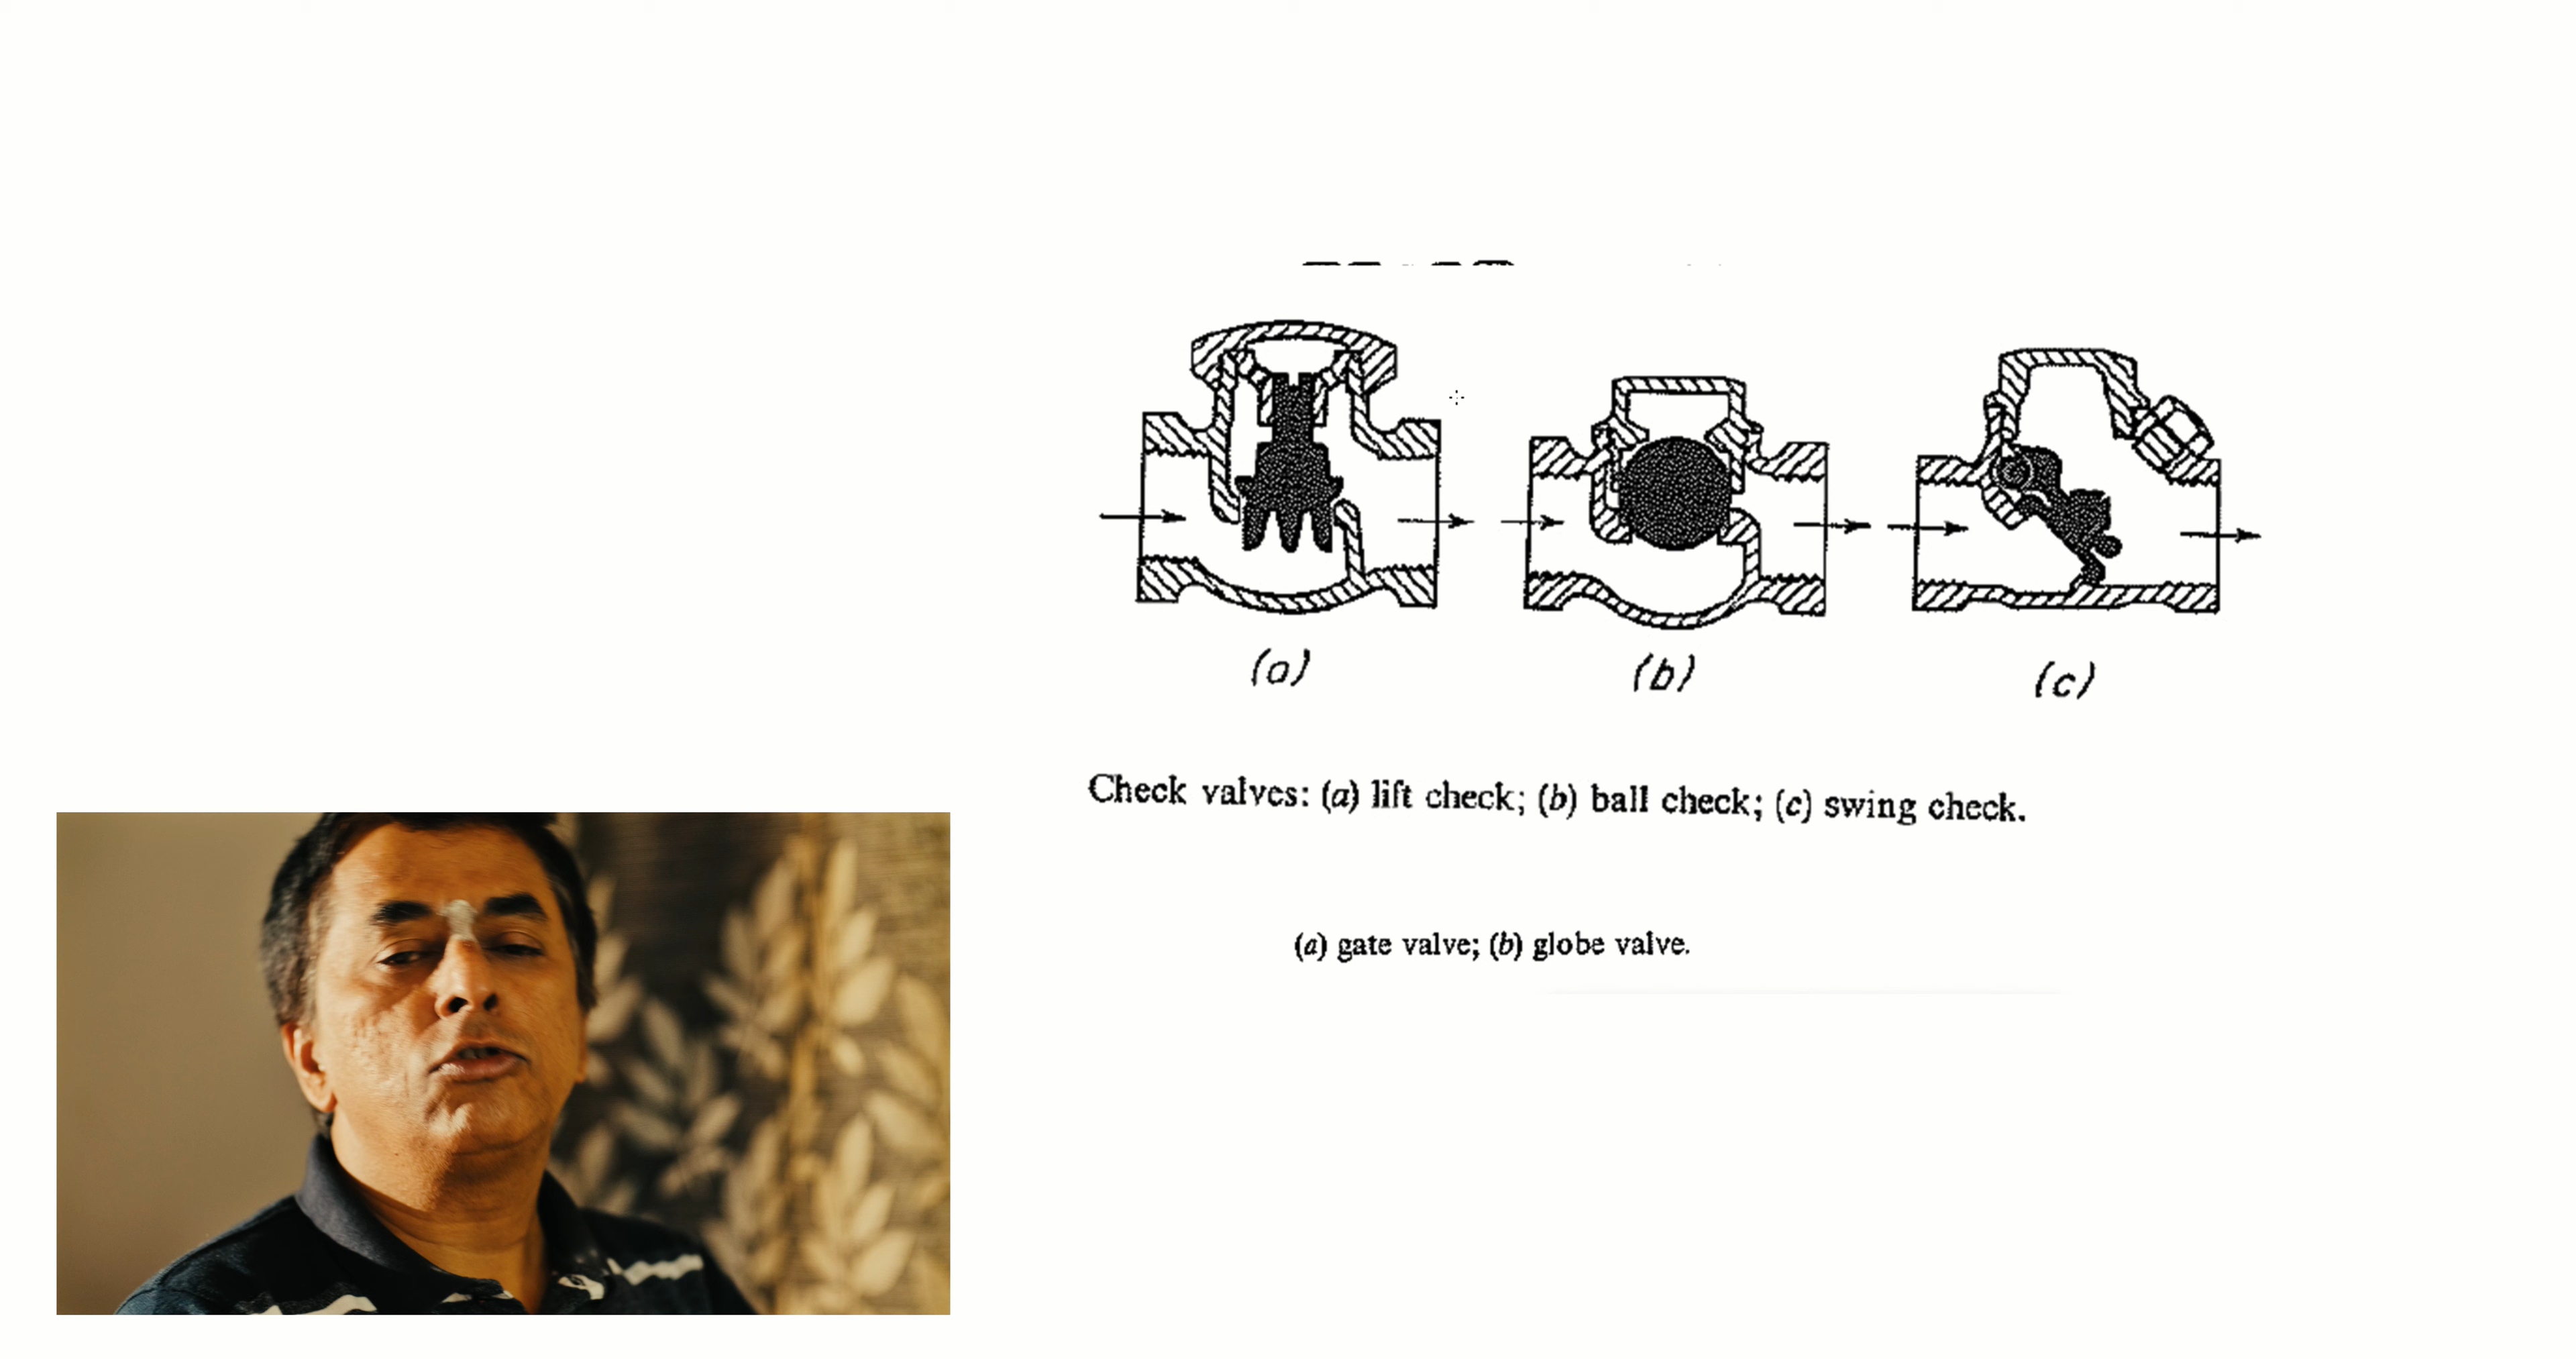 (a)
(b)
(c)
Check valves: (a) lift check; (b) ball check; (c) swing check.
(a) gate valve; (b) globe valve.